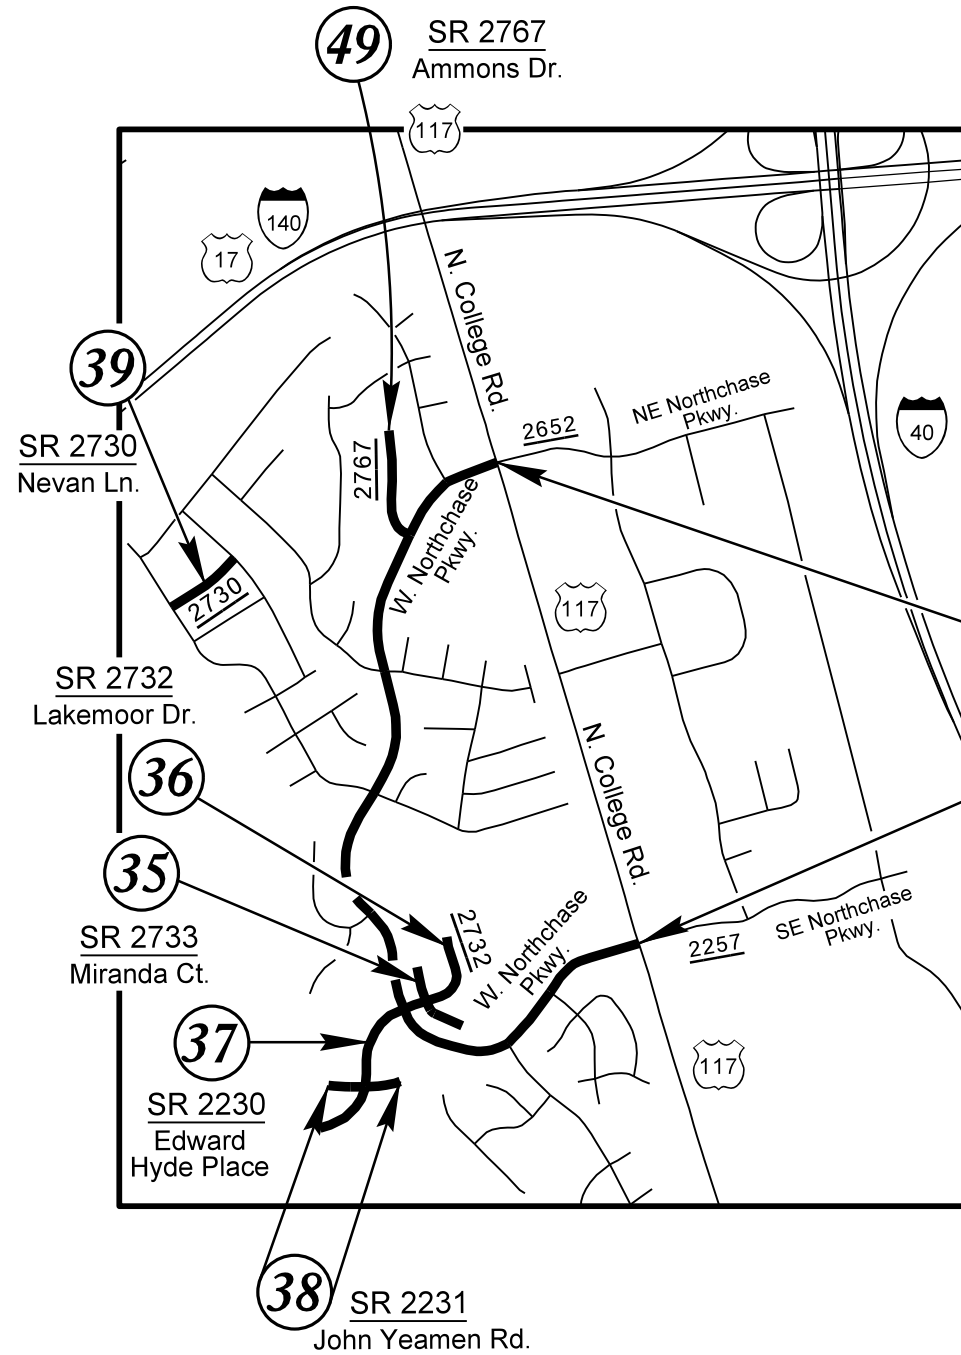 49
SR 2767
Ammons Dr.
117
140
17
N. College Rd.
39
SR 2730
Nevan Ln.
2767
2652
NE Northchase
Pkwy.
40
W. Northchase
Pkwy.
2730
117
SR 2732
Lakemoor Dr.
36
N. College Rd.
35
SR 2733
Miranda Ct.
2732
W. Northchase
Pkwy.
2257
SE Northchase
Pkwy.
37
SR 2230
Edward
Hyde Place
117
38
SR 2231
John Yeamen Rd.